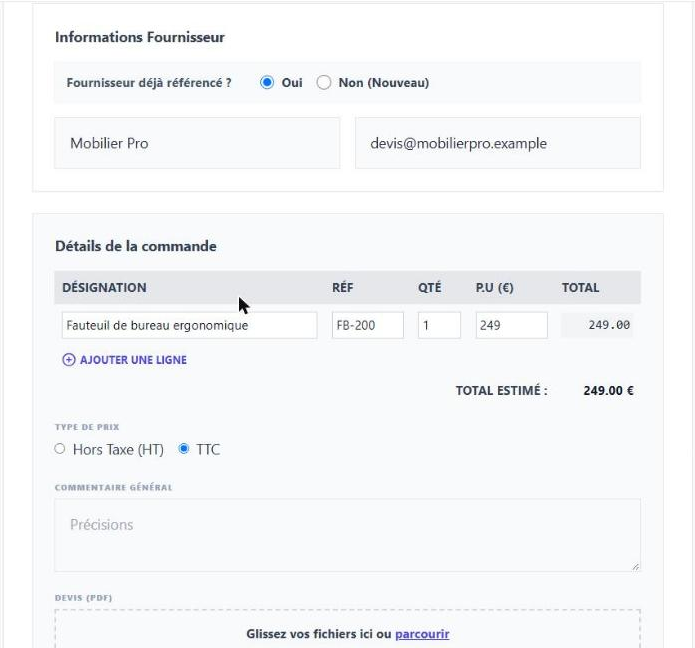 Informations Fournisseur
Fournisseur déjà référencé ? Oui Non (Nouveau)
Mobilier Pro devis@mobilierpro.example
Détails de la commande
DÉSIGNATION RÉF QTÉ P.U (€) TOTAL
Fauteuil de bureau ergonomique FB-200 1 249 249.00
AJOUTER UNE LIGNE
TOTAL ESTIMÉ : 249.00 €
TYPE DE PRIX
Hors Taxe (HT) TTC
COMMENTAIRE GÉNÉRAL
Précisions
DEVIS (PDF)
Glissez vos fichiers ici ou parcourir